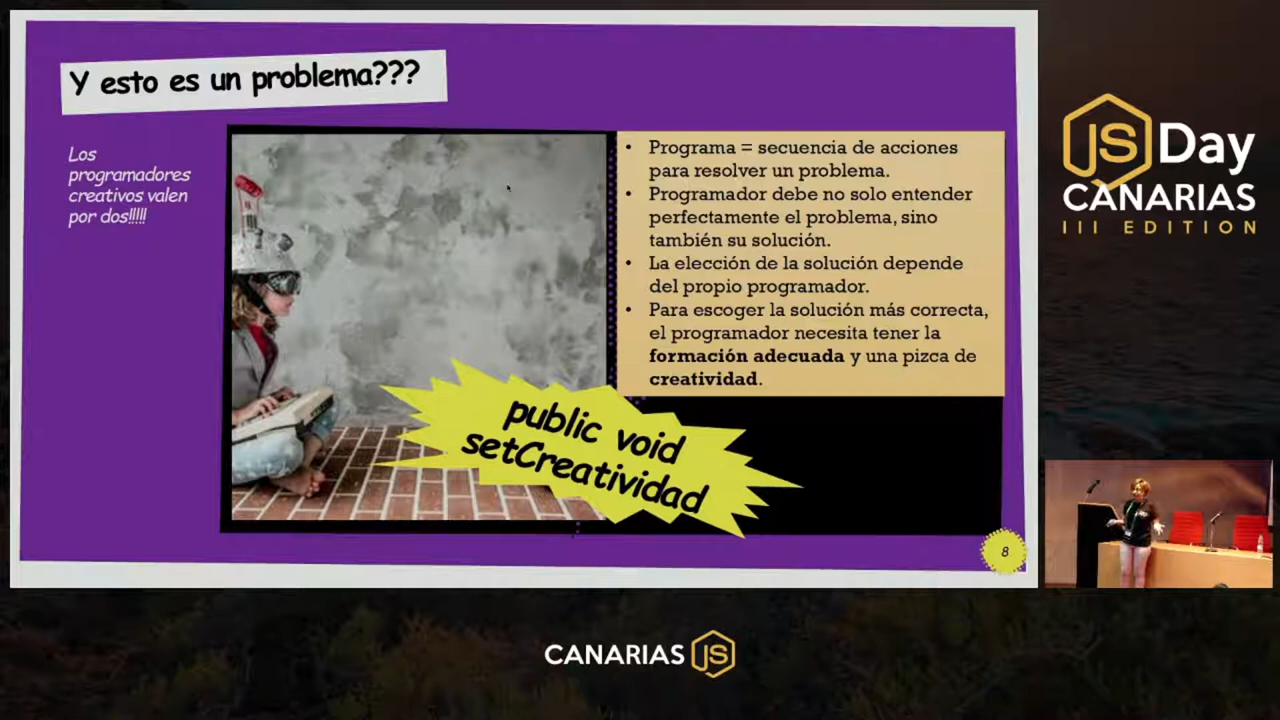 Y esto es un problema???
Los
programadores
creativos valen
por dos!!!!!
• Programa = secuencia de acciones
para resolver un problema.
• Programador debe no solo entender
perfectamente el problema, sino
también su solución.
• La elección de la solución depende
del propio programador.
• Para escoger la solución más correcta,
el programador necesita tener la
formación adecuada y una pizca de
creatividad.
public void
setCreatividad
8
JS Day
CANARIAS
III EDITION
CANARIAS JS